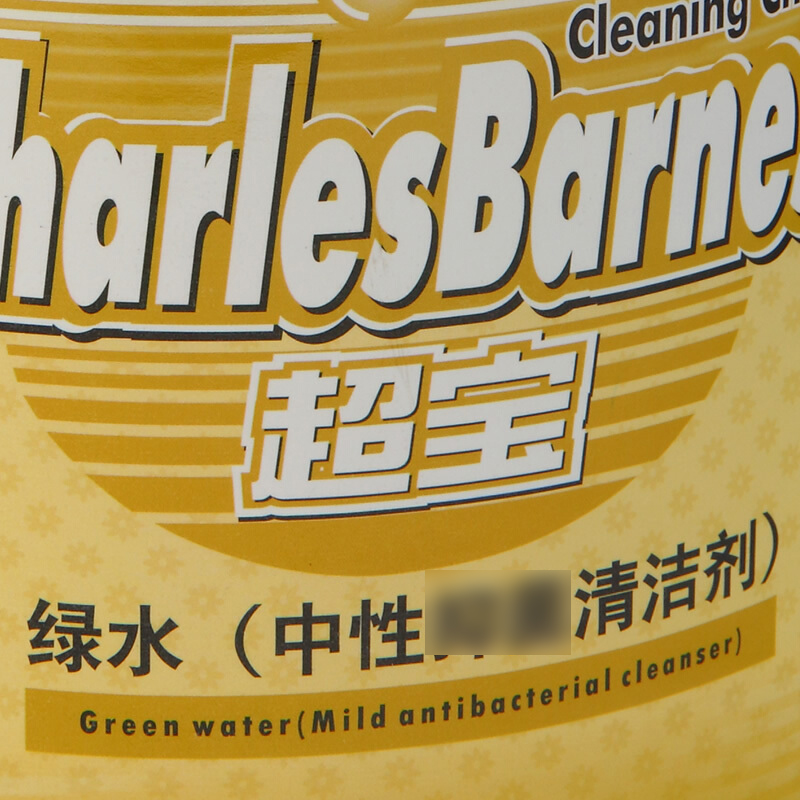 Cleaning
harlesBarne
超宝
绿水（中性清洁剂）
Green water(Mild antibacterial cleanser)